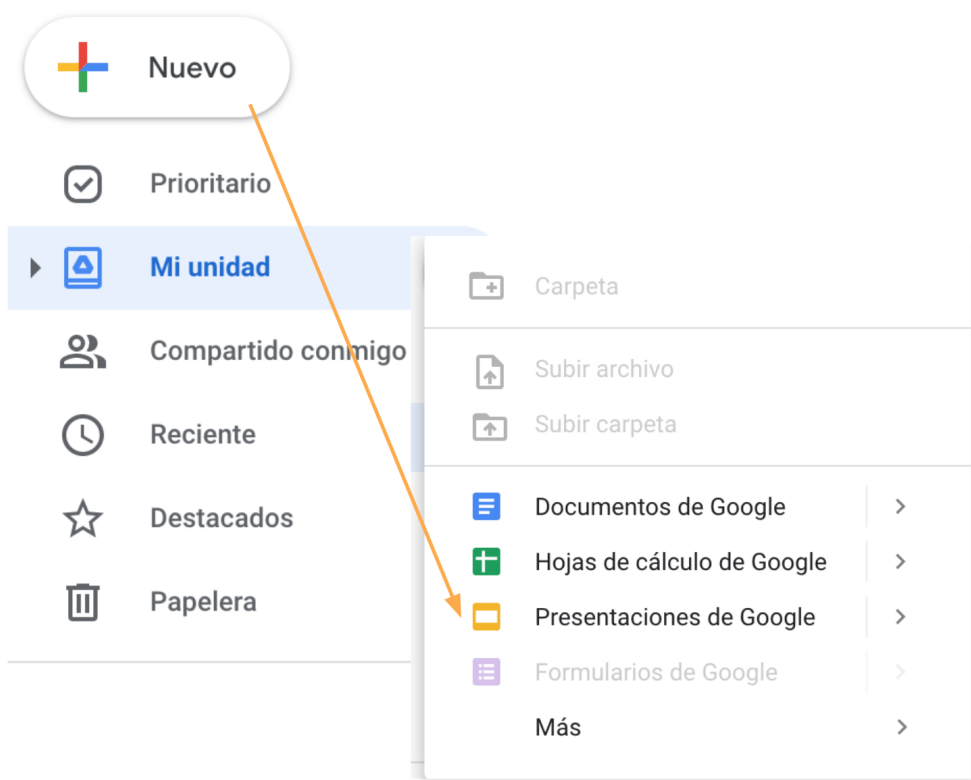 Nuevo
Prioritario
Mi unidad
Compartido conmigo
Reciente
Destacados
Papelera
Carpeta
Subir archivo
Subir carpeta
Documentos de Google
Hojas de cálculo de Google
Presentaciones de Google
Formularios de Google
Más